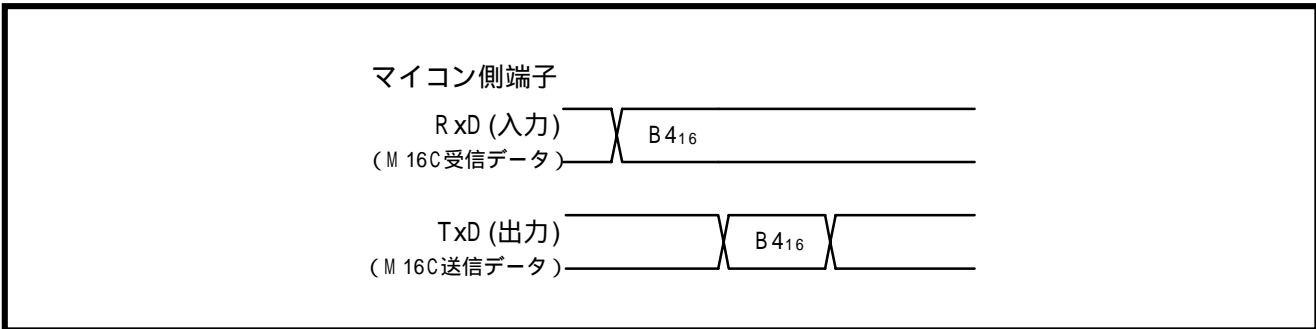 マイコン側端子
RxD (入力)
B4₁₆
(M16C受信データ)
TxD (出力)
B4₁₆
(M16C送信データ)